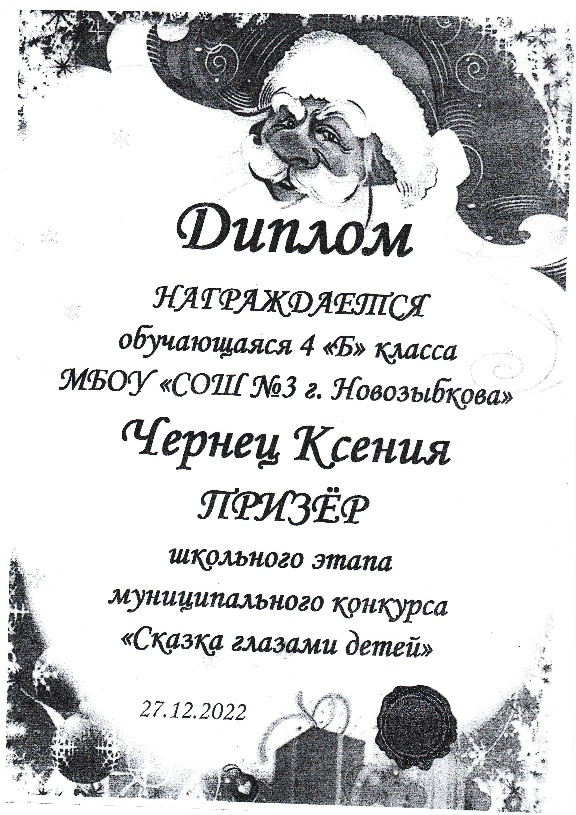 Диплом
НАГРАЖДАЕТСЯ
обучающаяся 4 «Б» класса
МБОУ «СОШ №3 г. Новозыбкова»
Чернец Ксения
ПРИЗЁР
школьного этапа
муниципального конкурса
«Сказка глазами детей»
27.12.2022